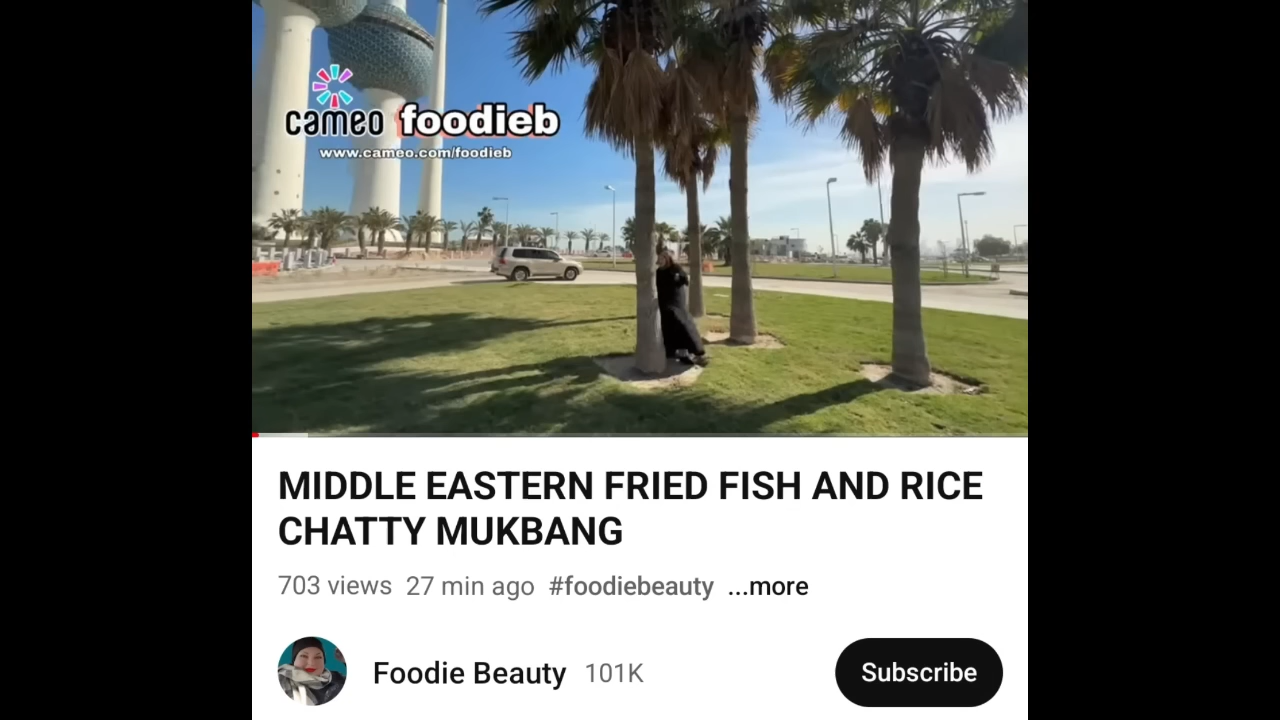 cameo foodieb
www.cameo.com/foodieb
MIDDLE EASTERN FRIED FISH AND RICE
CHATTY MUKBANG
703 views 27 min ago #foodiebeauty ...more
Foodie Beauty 101K Subscribe